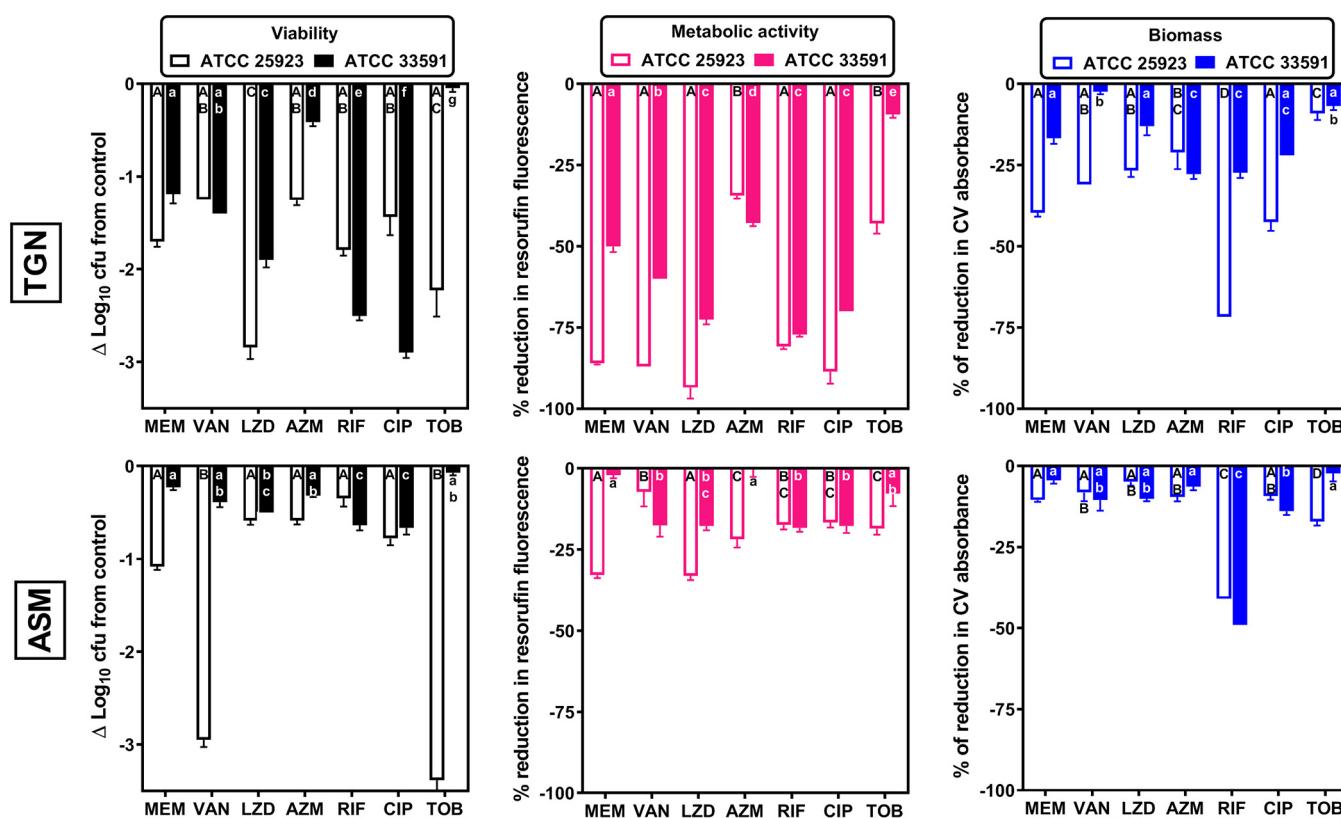 Viability
ATCC 25923 ATCC 33591
Metabolic activity
ATCC 25923 ATCC 33591
Biomass
ATCC 25923 ATCC 33591
TGN
Δ Log10 cfu from control
0
-1
-2
-3
A a A a C c A d A e A f A
B b B B B C g
MEM VAN LZD AZM RIF CIP TOB
% reduction in resorufin fluorescence
0
-25
-50
-75
-100
A a A b A c B d A c A c B e
MEM VAN LZD AZM RIF CIP TOB
% of reduction in CV absorbance
0
-25
-50
-75
-100
A a A A a B c D c A a C a
B b B C c b
MEM VAN LZD AZM RIF CIP TOB
ASM
Δ Log10 cfu from control
0
-1
-2
-3
A a B a A b A a A c A c B a
b c b b
MEM VAN LZD AZM RIF CIP TOB
% reduction in resorufin fluorescence
0
-25
-50
-75
-100
A a B b A b C a B b B b C a
c C C b
MEM VAN LZD AZM RIF CIP TOB
% of reduction in CV absorbance
0
-25
-50
-75
-100
A a A a A a A a C c A b D a
B b B b B B
MEM VAN LZD AZM RIF CIP TOB